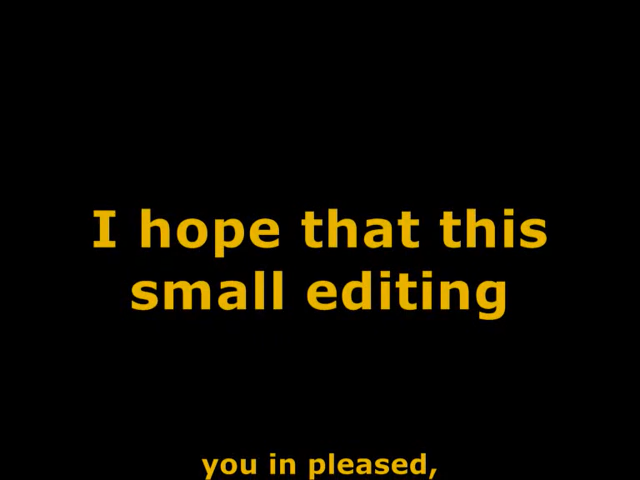 I hope that this
small editing
you in pleased,